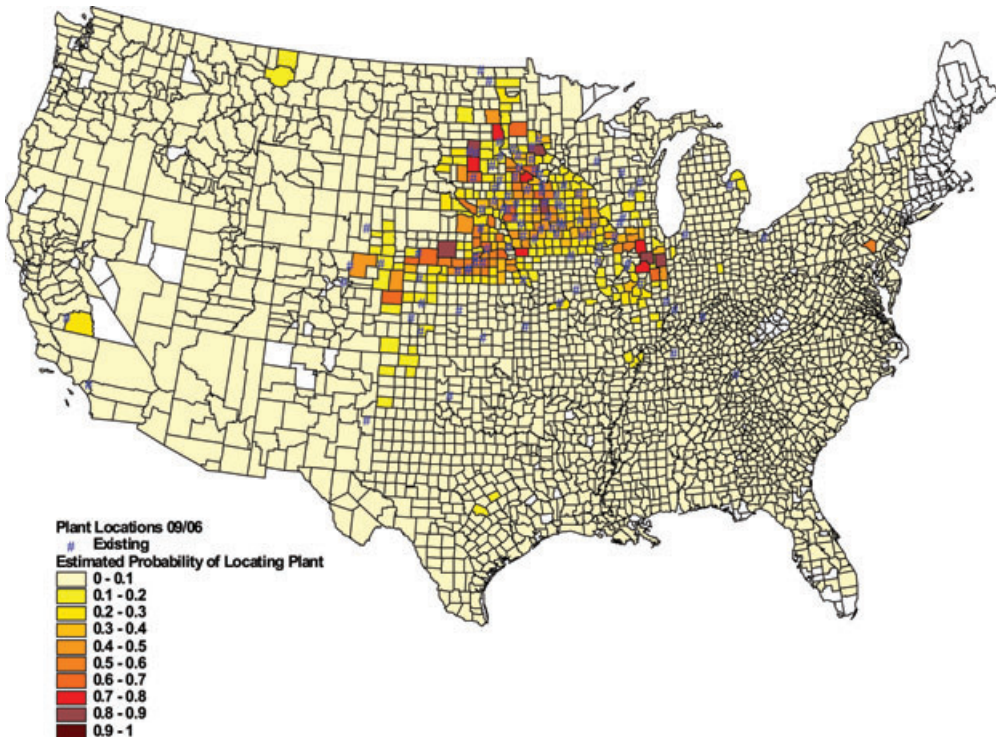 Plant Locations 09/06
# Existing
Estimated Probability of Locating Plant
0 - 0.1
0.1 - 0.2
0.2 - 0.3
0.3 - 0.4
0.4 - 0.5
0.5 - 0.6
0.6 - 0.7
0.7 - 0.8
0.8 - 0.9
0.9 - 1